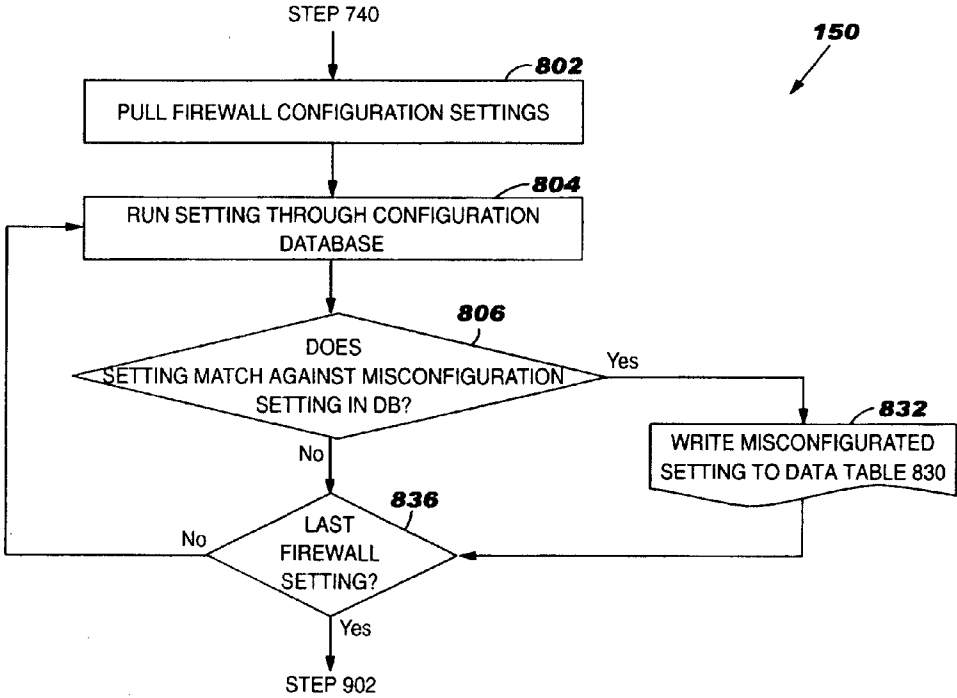 STEP 740
150
802
PULL FIREWALL CONFIGURATION SETTINGS
804
RUN SETTING THROUGH CONFIGURATION
DATABASE
806
DOES
SETTING MATCH AGAINST MISCONFIGURATION
SETTING IN DB?
Yes
832
WRITE MISCONFIGURATED
SETTING TO DATA TABLE 830
No
836
LAST
FIREWALL
SETTING?
No
Yes
STEP 902